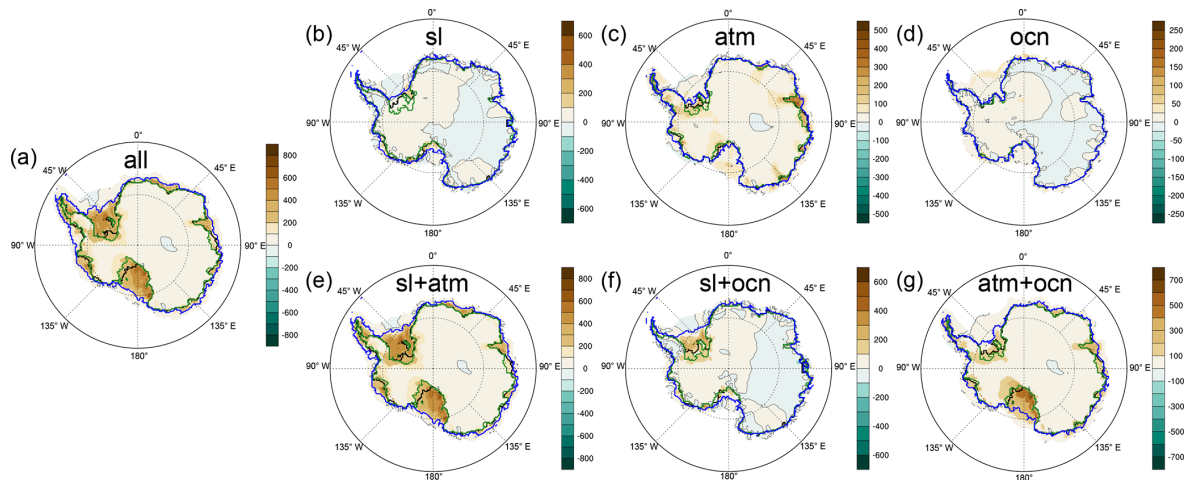 (a)
all
0°
45° W
45° E
90° W
90° E
135° W
135° E
180°
800
600
400
200
0
-200
-400
-600
-800
(b)
sl
0°
45° W
45° E
90° W
90° E
135° W
135° E
180°
600
400
200
0
-200
-400
-600
(c)
atm
0°
45° W
45° E
90° W
90° E
135° W
135° E
180°
500
400
300
200
100
0
-100
-200
-300
-400
-500
(d)
ocn
0°
45° W
45° E
90° W
90° E
135° W
135° E
180°
250
200
150
100
50
0
-50
-100
-150
-200
-250
(e)
sl+atm
0°
45° W
45° E
90° W
90° E
135° W
135° E
180°
800
600
400
200
0
-200
-400
-600
-800
(f)
sl+ocn
0°
45° W
45° E
90° W
90° E
135° W
135° E
180°
600
400
200
0
-200
-400
-600
(g)
atm+ocn
0°
45° W
45° E
90° W
90° E
135° W
135° E
180°
700
500
300
100
0
-100
-300
-500
-700